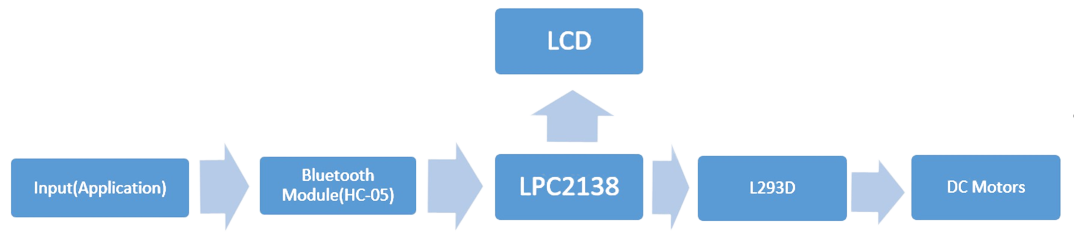 LCD
Input(Application)
Bluetooth
Module(HC-05)
LPC2138
L293D
DC Motors